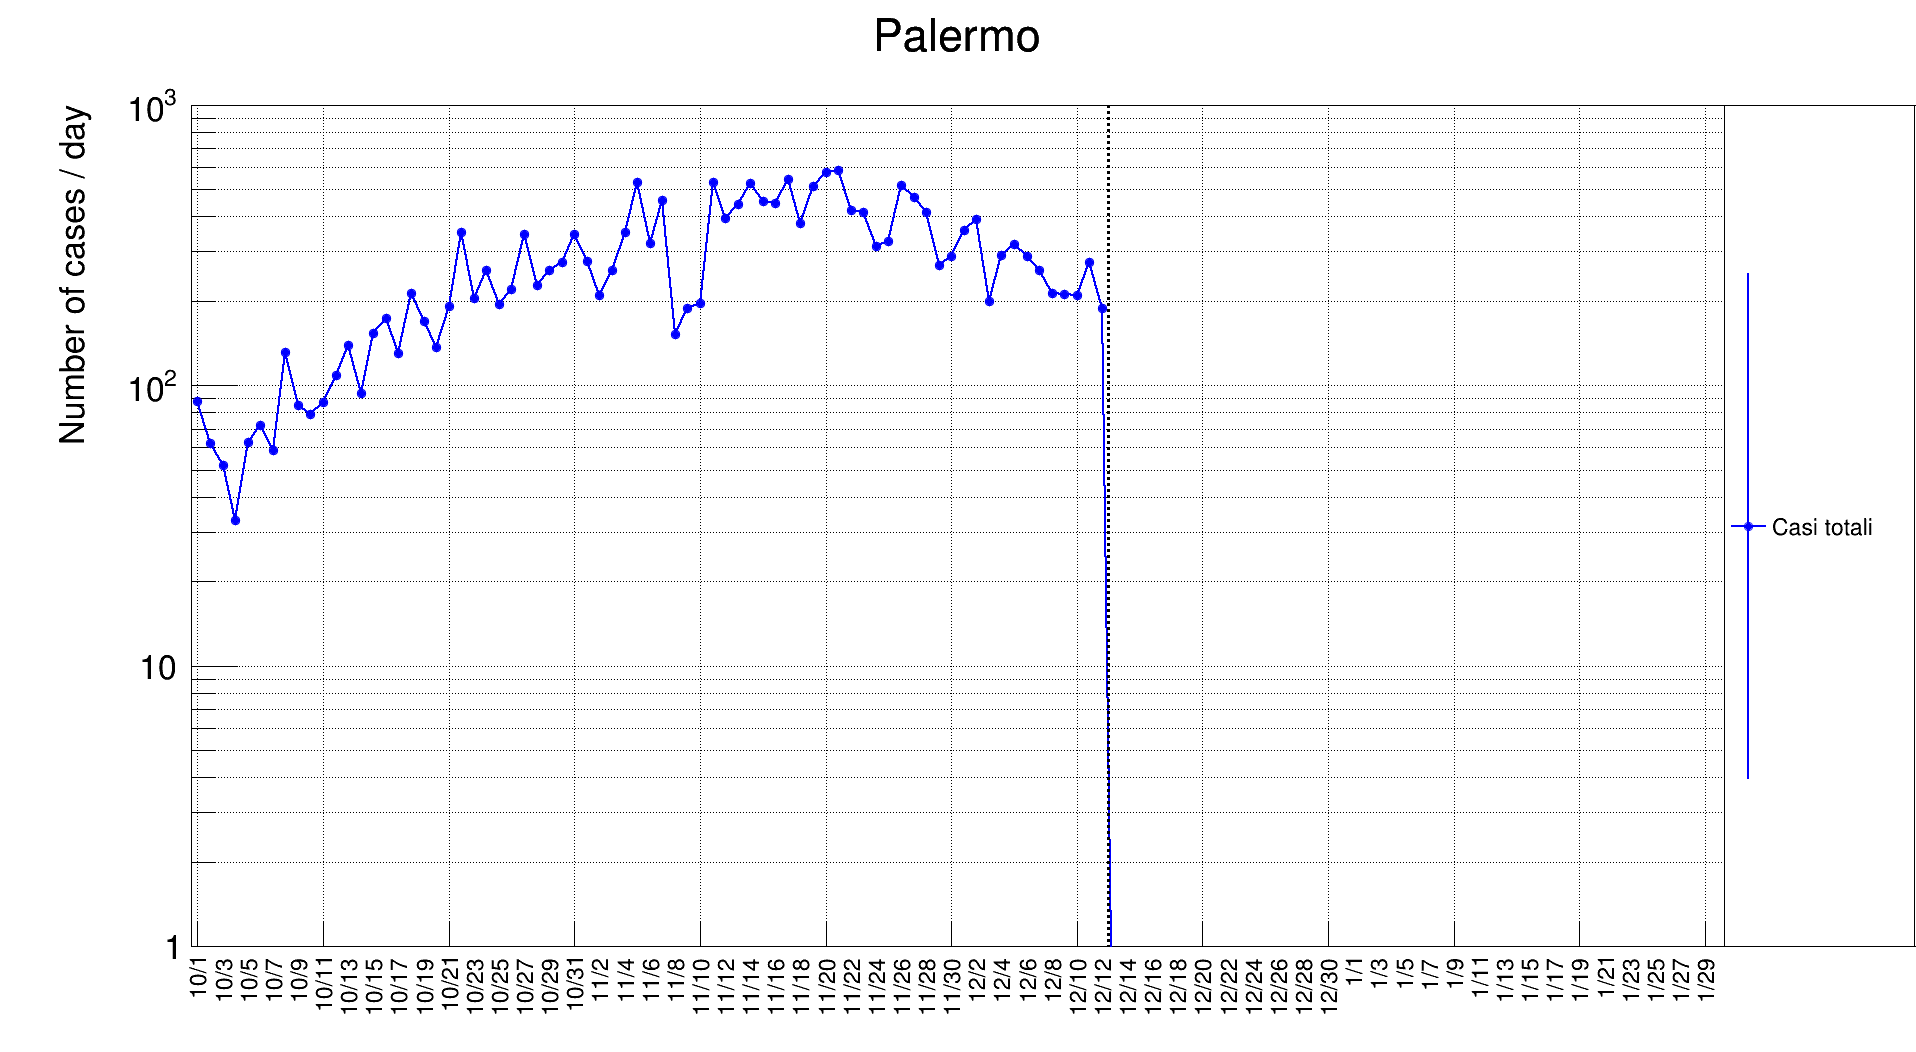 Palermo
Number of cases / day
10³
10²
10
1
10/1 10/3 10/5 10/7 10/9 10/11 10/13 10/15 10/17 10/19 10/21 10/23 10/25 10/27 10/29 10/31 11/2 11/4 11/6 11/8 11/10 11/12 11/14 11/16 11/18 11/20 11/22 11/24 11/26 11/28 11/30 12/2 12/4 12/6 12/8 12/10 12/12 12/14 12/16 12/18 12/20 12/22 12/24 12/26 12/28 12/30 1/1 1/3 1/5 1/7 1/9 1/11 1/13 1/15 1/17 1/19 1/21 1/23 1/25 1/27 1/29
Casi totali